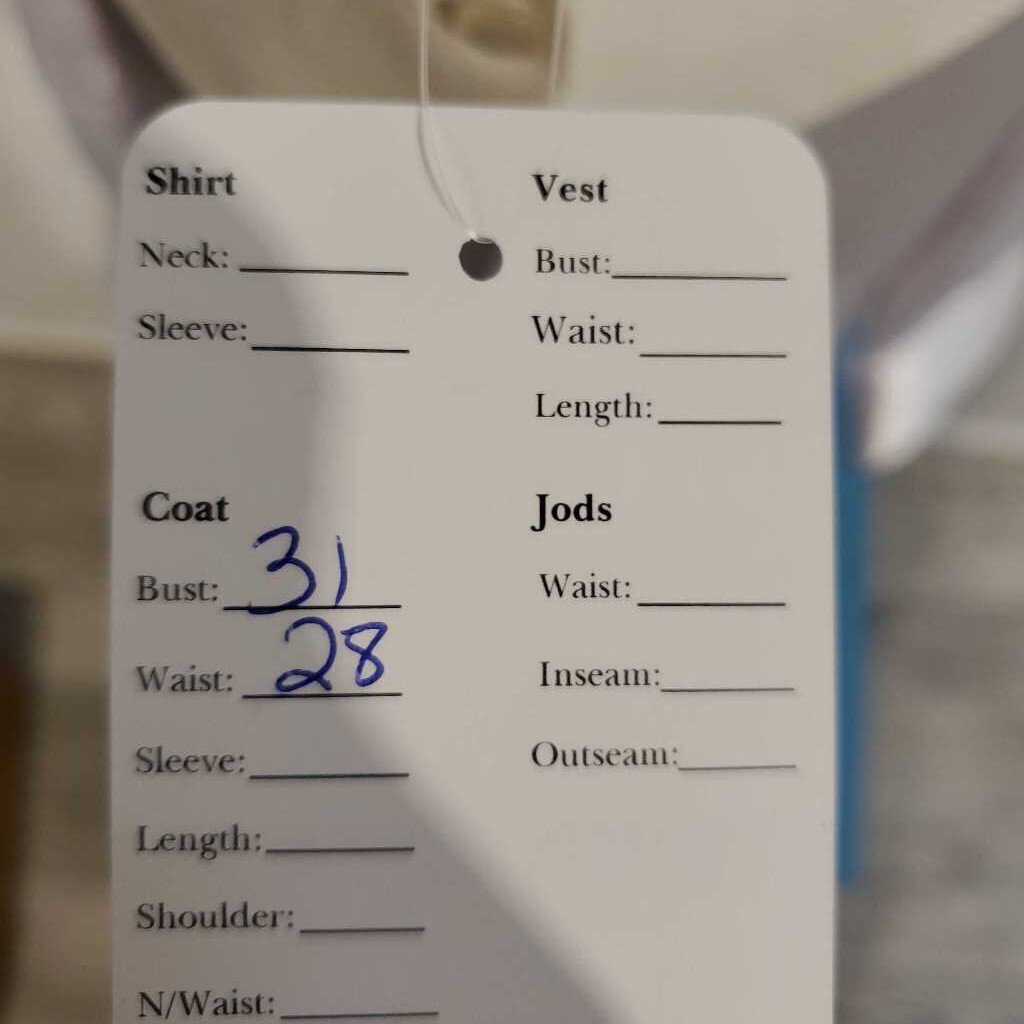 Shirt
Neck:
Sleeve:
Vest
Bust:
Waist:
Length:
Coat
Bust: 31
Waist: 28
Sleeve:
Length:
Shoulder:
N/Waist:
Jods
Waist:
Inseam:
Outseam: